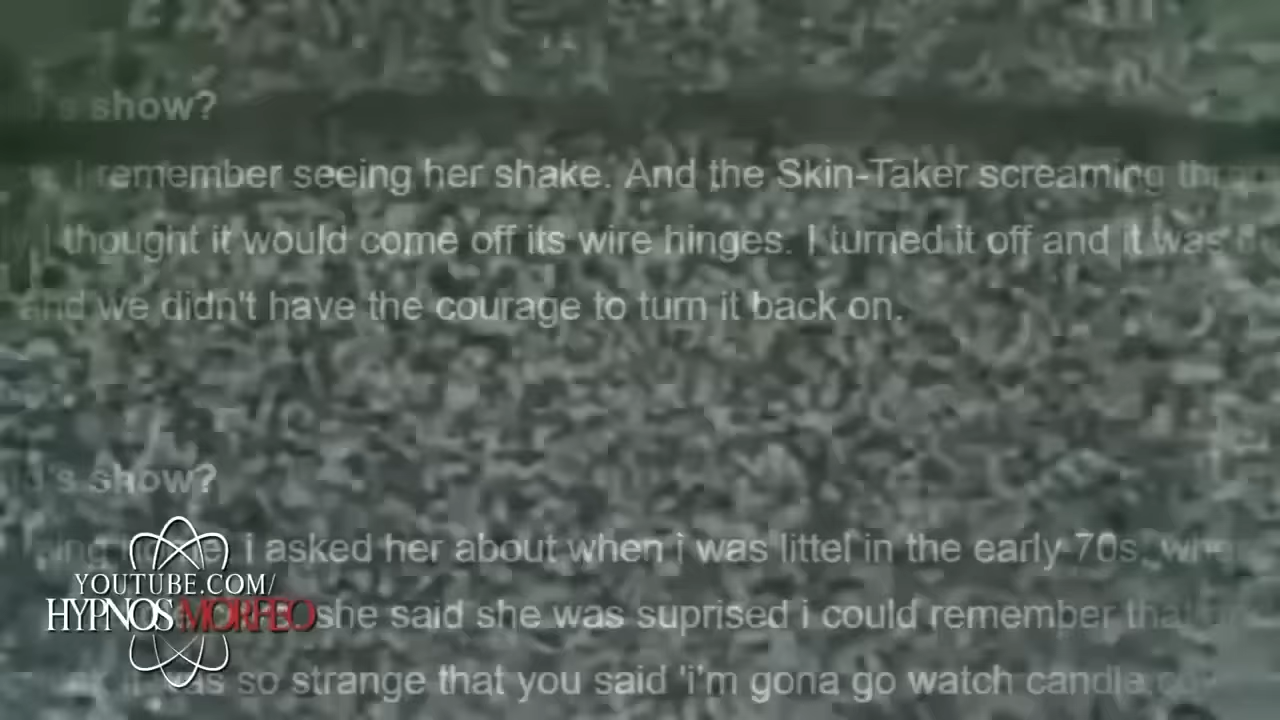 's show?
I remember seeing her shake. And the Skin-Taker screaming
I thought it would come off its wire hinges. I turned it off and it was
and we didn't have the courage to turn it back on.
's show?
i asked her about when i was littel in the early 70s,
she said she was suprised i could remember that
was so strange that you said 'i'm gona go watch candle
YOUTUBE.COM/
HYPNOSMORFEO